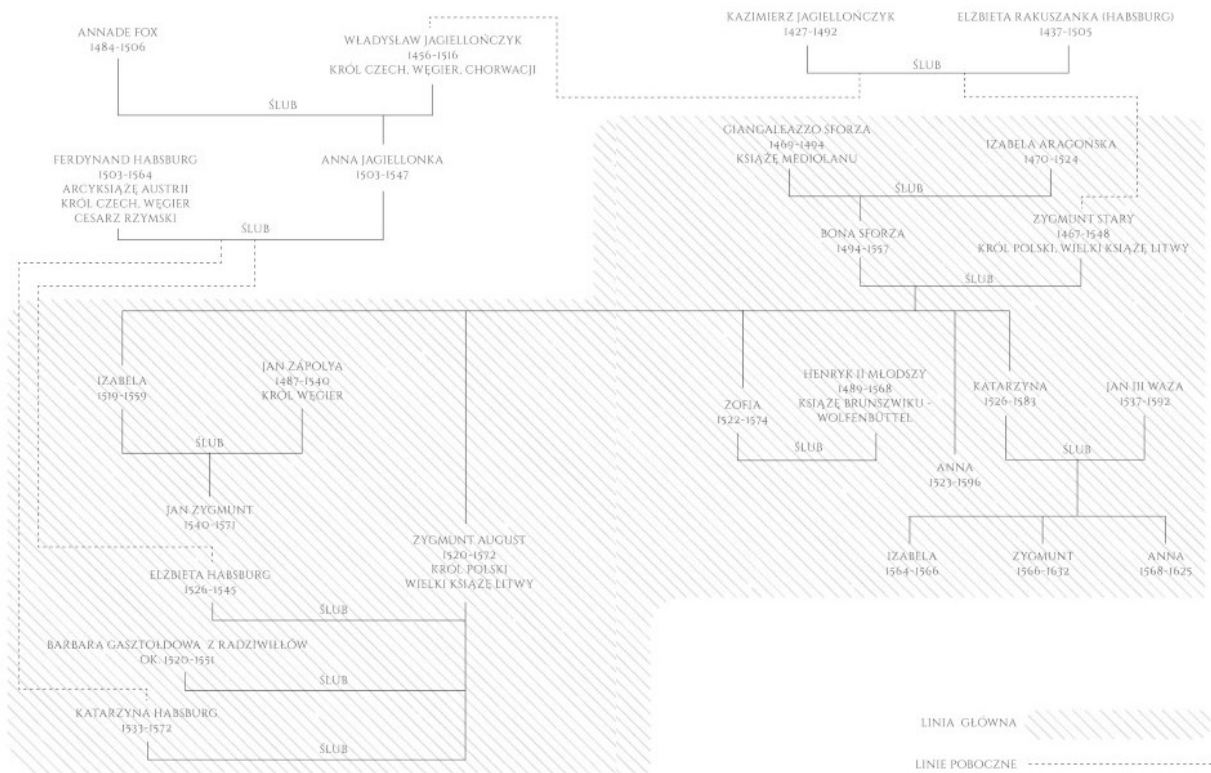 ANNADE FOX
1484-1506
WŁADYSŁAW JAGIELLOŃCZYK
1456-1516
KRÓL CZECH, WĘGIER, CHORWACJI
KAZIMIERZ JAGIELLOŃCZYK
1427-1492
ELŻBIETA RAKUSZANKA (HABSBURG)
1437-1505
ŚLUB
ŚLUB
FERDYNAND HABSBURG
1503-1564
ARCYKSIĄŻĘ AUSTRII
KRÓL CZECH, WĘGIER
CESARZ RZYMSKI
ANNA JAGIELLONKA
1503-1547
ŚLUB
GIANGALEAZZO SFORZA
1469-1494
KSIĄŻĘ MEDIOLANU
IZABELA ARAGOŃSKA
1470-1524
ŚLUB
BONA SFORZA
1494-1557
ZYGMUNT STARY
1467-1548
KRÓL POLSKI, WIELKI KSIĄŻĘ LITWY
ŚLUB
IZABELA
1519-1559
JAN ZÁPOLYA
1487-1540
KRÓL WĘGIER
ŚLUB
JAN ZYGMUNT
1540-1571
ZOFIA
1522-1574
HENRYK II MŁODSZY
1489-1568
KSIĄŻĘ BRUNSZWIKU -
WOLFENBÜTTEL
ŚLUB
ANNA
1523-1596
KATARZYNA
1526-1583
JAN III WAZA
1537-1592
ŚLUB
IZABELA
1564-1566
ZYGMUNT
1566-1632
ANNA
1568-1625
ZYGMUNT AUGUST
1520-1572
KRÓL POLSKI
WIELKI KSIĄŻĘ LITWY
ELŻBIETA HABSBURG
1526-1545
ŚLUB
BARBARA GASZTOŁDOWA Z RADZIWIŁŁÓW
OK. 1520-1551
ŚLUB
KATARZYNA HABSBURG
1533-1572
ŚLUB
LINIA GŁÓWNA
LINIE POBOCZNE